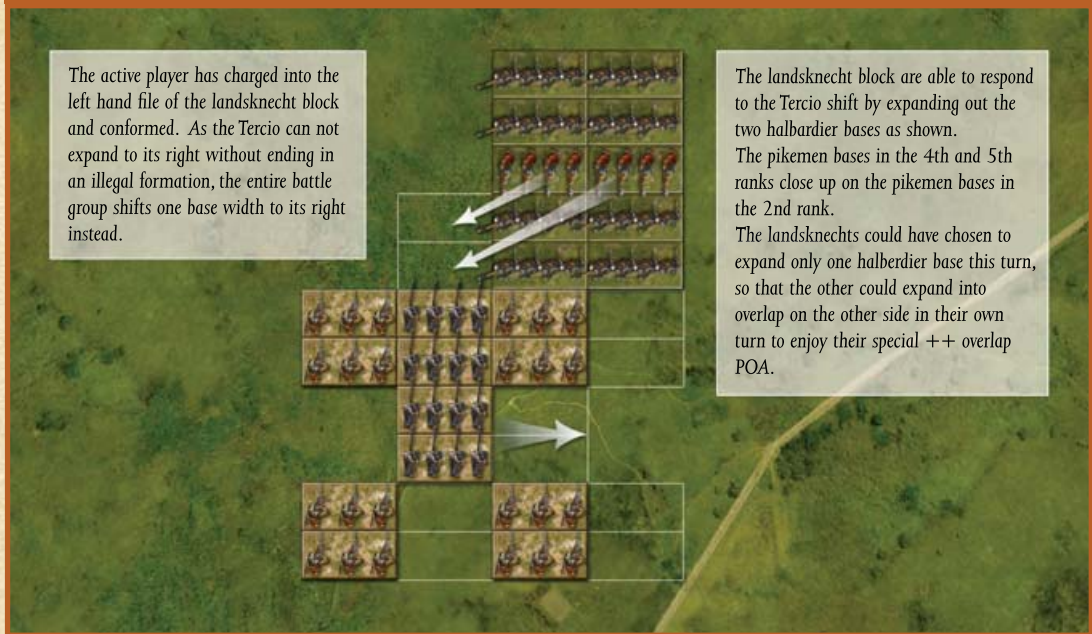 The active player has charged into the
left hand file of the landsknecht block
and conformed. As the Tercio can not
expand to its right without ending in
an illegal formation, the entire battle
group shifts one base width to its right
instead.
The landsknecht block are able to respond
to the Tercio shift by expanding out the
two halbardier bases as shown.
The pikemen bases in the 4th and 5th
ranks close up on the pikemen bases in
the 2nd rank.
The landsknechts could have chosen to
expand only one halberdier base this turn,
so that the other could expand into
overlap on the other side in their own
turn to enjoy their special ++ overlap
POA.